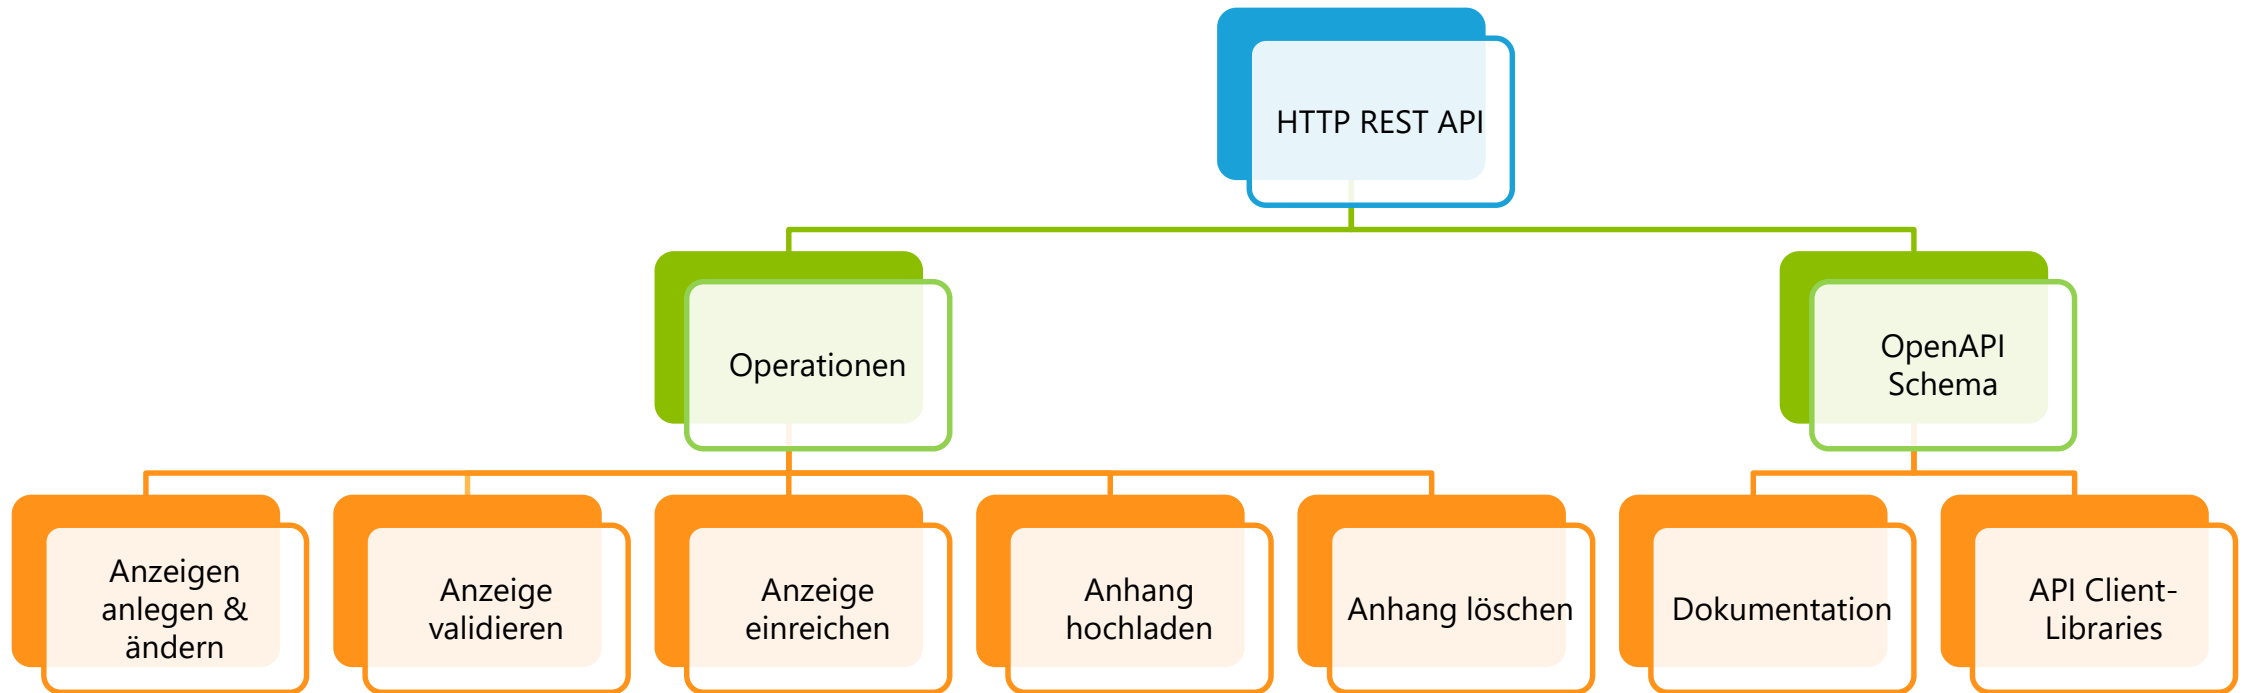 HTTP REST API
Operationen
OpenAPI
Schema
Anzeigen
anlegen &
ändern
Anzeige
validieren
Anzeige
einreichen
Anhang
hochladen
Anhang löschen
Dokumentation
API Client-
Libraries